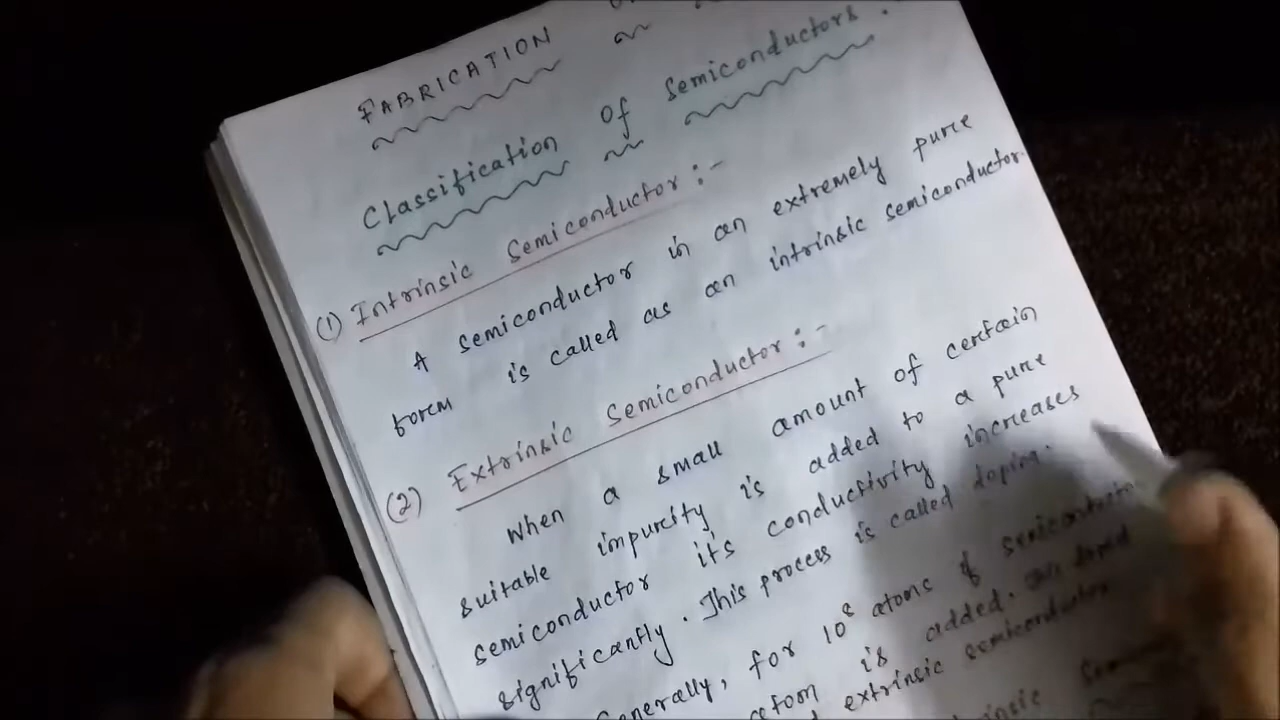 FABRICATION
Classification of Semiconductors.
(1) Intrinsic Semiconductor :-
A semiconductor in an extremely pure
form is called as an intrinsic semiconductor.
(2) Extrinsic Semiconductor :-
When a small amount of certain
suitable impurity is added to a pure
semiconductor its conductivity increases
significantly. This process is called doping.
Generally, for 10⁸ atoms of
is added.
extrinsic semiconductor